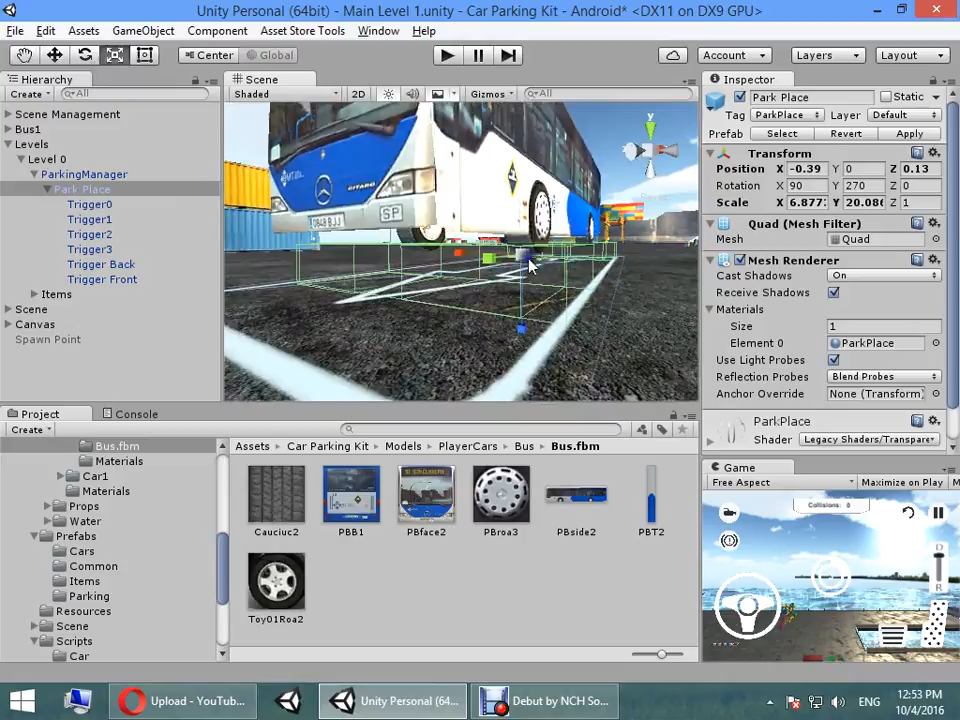 Unity Personal (64bit) - Main Level 1.unity - Car Parking Kit - Android* <DX11 on DX9 GPU>
File Edit Assets GameObject Component Asset Store Tools Window Help
Center Global Account Layers Layout
Hierarchy
Create All
Scene Management
Bus1
Levels
Level 0
ParkingManager
Park Place
Trigger0
Trigger1
Trigger2
Trigger3
Trigger Back
Trigger Front
Items
Scene
Canvas
Spawn Point
Scene
Shaded 2D Gizmos All
y
CITARO
0848 BJJ
SP
Inspector
Park Place Static
Tag ParkPlace Layer Default
Prefab Select Revert Apply
Transform
Position X -0.39 Y 0 Z 0.13
Rotation X 90 Y 270 Z 0
Scale X 6.877 Y 20.086 Z 1
Quad (Mesh Filter)
Mesh Quad
Mesh Renderer
Cast Shadows On
Receive Shadows
Materials
Size 1
Element 0 ParkPlace
Use Light Probes
Reflection Probes Blend Probes
Anchor Override None (Transform)
ParkPlace
Shader Legacy Shaders/Transpare
Game
Free Aspect Maximize on Play M
Collisions: 0
D
R
Project Console
Create
Bus.fbm
Materials
Car1
Materials
Props
Water
Prefabs
Cars
Common
Items
Parking
Resources
Scene
Scripts
Car
Assets Car Parking Kit Models PlayerCars Bus Bus.fbm
Cauciuc2 PBB1 PBface2 PBroa3 PBside2 PBT2
Toy01Roa2
Upload - YouTub... Unity Personal (64... Debut by NCH So...
ENG
12:53 PM
10/4/2016